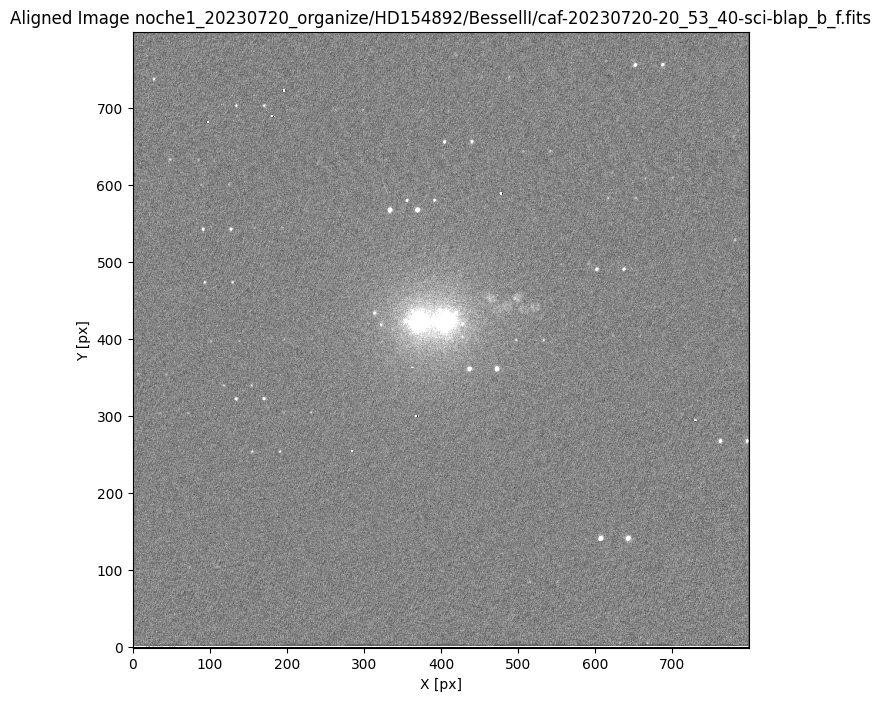 Aligned Image noche1_20230720_organize/HD154892/BessellI/caf-20230720-20_53_40-sci-blap_b_f.fits
700
600
500
400
300
200
100
0
0 100 200 300 400 500 600 700
Y [px]
X [px]